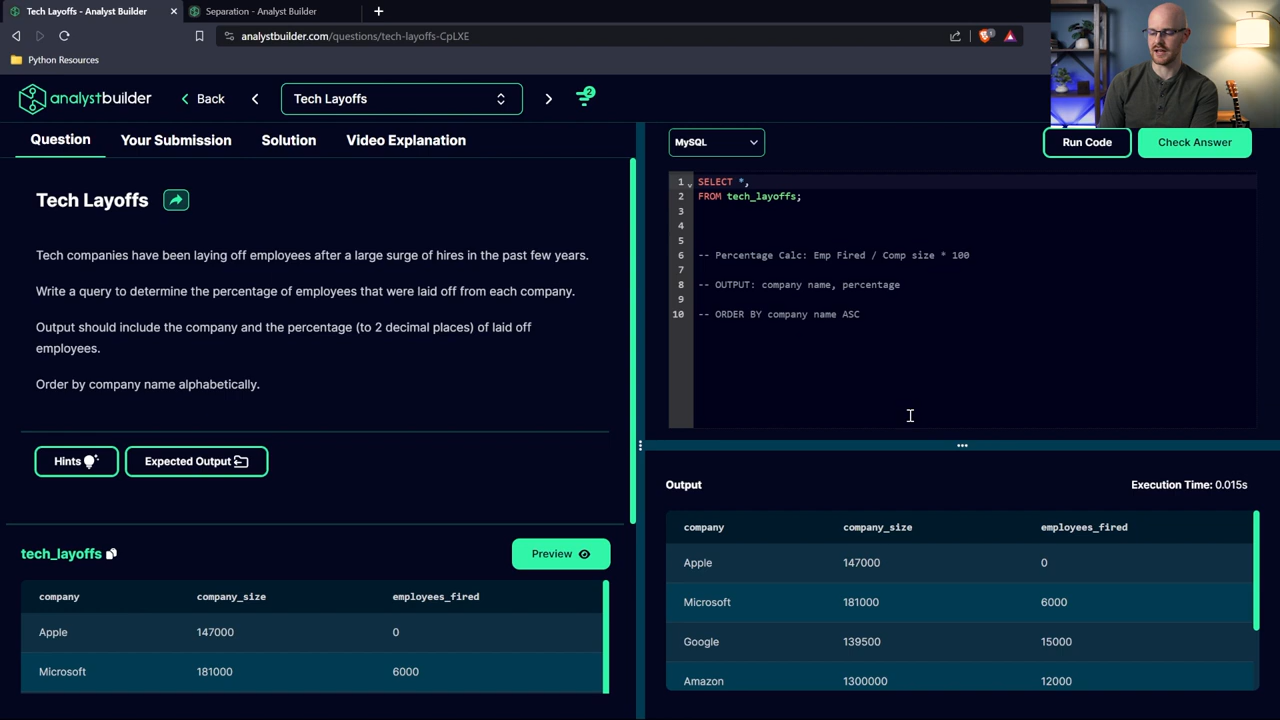 Tech Layoffs - Analyst Builder
Separation - Analyst Builder
analystbuilder.com/questions/tech-layoffs-CpLXE
Python Resources
analystbuilder
Back
Tech Layoffs
2
Question
Your Submission
Solution
Video Explanation
MySQL
Run Code
Check Answer
Tech Layoffs
Tech companies have been laying off employees after a large surge of hires in the past few years.
Write a query to determine the percentage of employees that were laid off from each company.
Output should include the company and the percentage (to 2 decimal places) of laid off
employees.
Order by company name alphabetically.
Hints
Expected Output
tech_layoffs
Preview
company company_size employees_fired
Apple 147000 0
Microsoft 181000 6000
1 SELECT *,
2 FROM tech_layoffs;
3
4
5
6 -- Percentage Calc: Emp Fired / Comp size * 100
7
8 -- OUTPUT: company name, percentage
9
10 -- ORDER BY company name ASC
Output
Execution Time: 0.015s
company company_size employees_fired
Apple 147000 0
Microsoft 181000 6000
Google 139500 15000
Amazon 1300000 12000